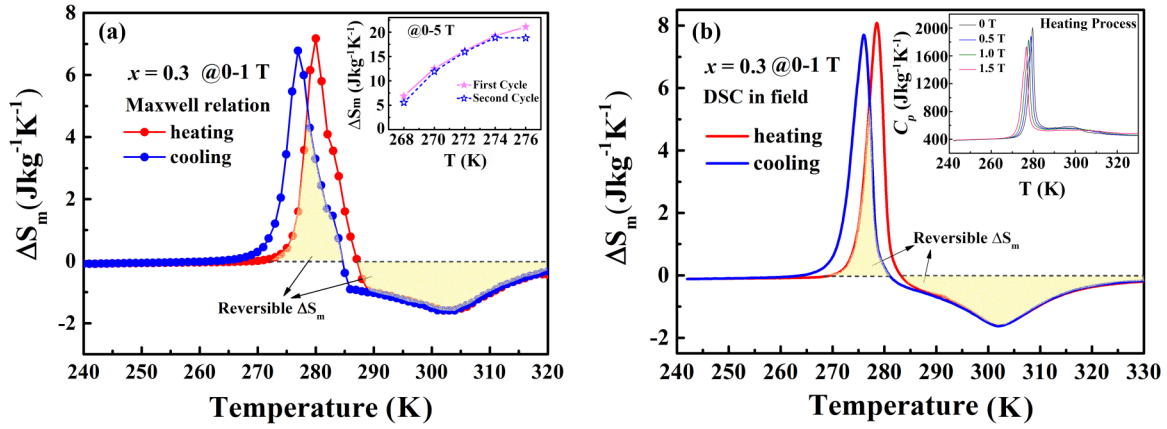 (a)
x = 0.3 @0-1 T
Maxwell relation
heating
cooling
Reversible ΔSm
ΔSm(Jkg-1K-1)
8
6
4
2
0
-2
240 250 260 270 280 290 300 310 320
Temperature (K)
@0-5 T
First Cycle
Second Cycle
ΔSm (Jkg-1K-1)
20
15
10
5
0
268 270 272 274 276
T (K)
(b)
x = 0.3 @0-1 T
DSC in field
heating
cooling
Reversible ΔSm
ΔSm(Jkg-1K-1)
8
6
4
2
0
-2
240 250 260 270 280 290 300 310 320 330
Temperature (K)
Heating Process
0 T
0.5 T
1.0 T
1.5 T
Cp (Jkg-1K-1)
2000
1600
1200
800
400
240 260 280 300 320
T (K)